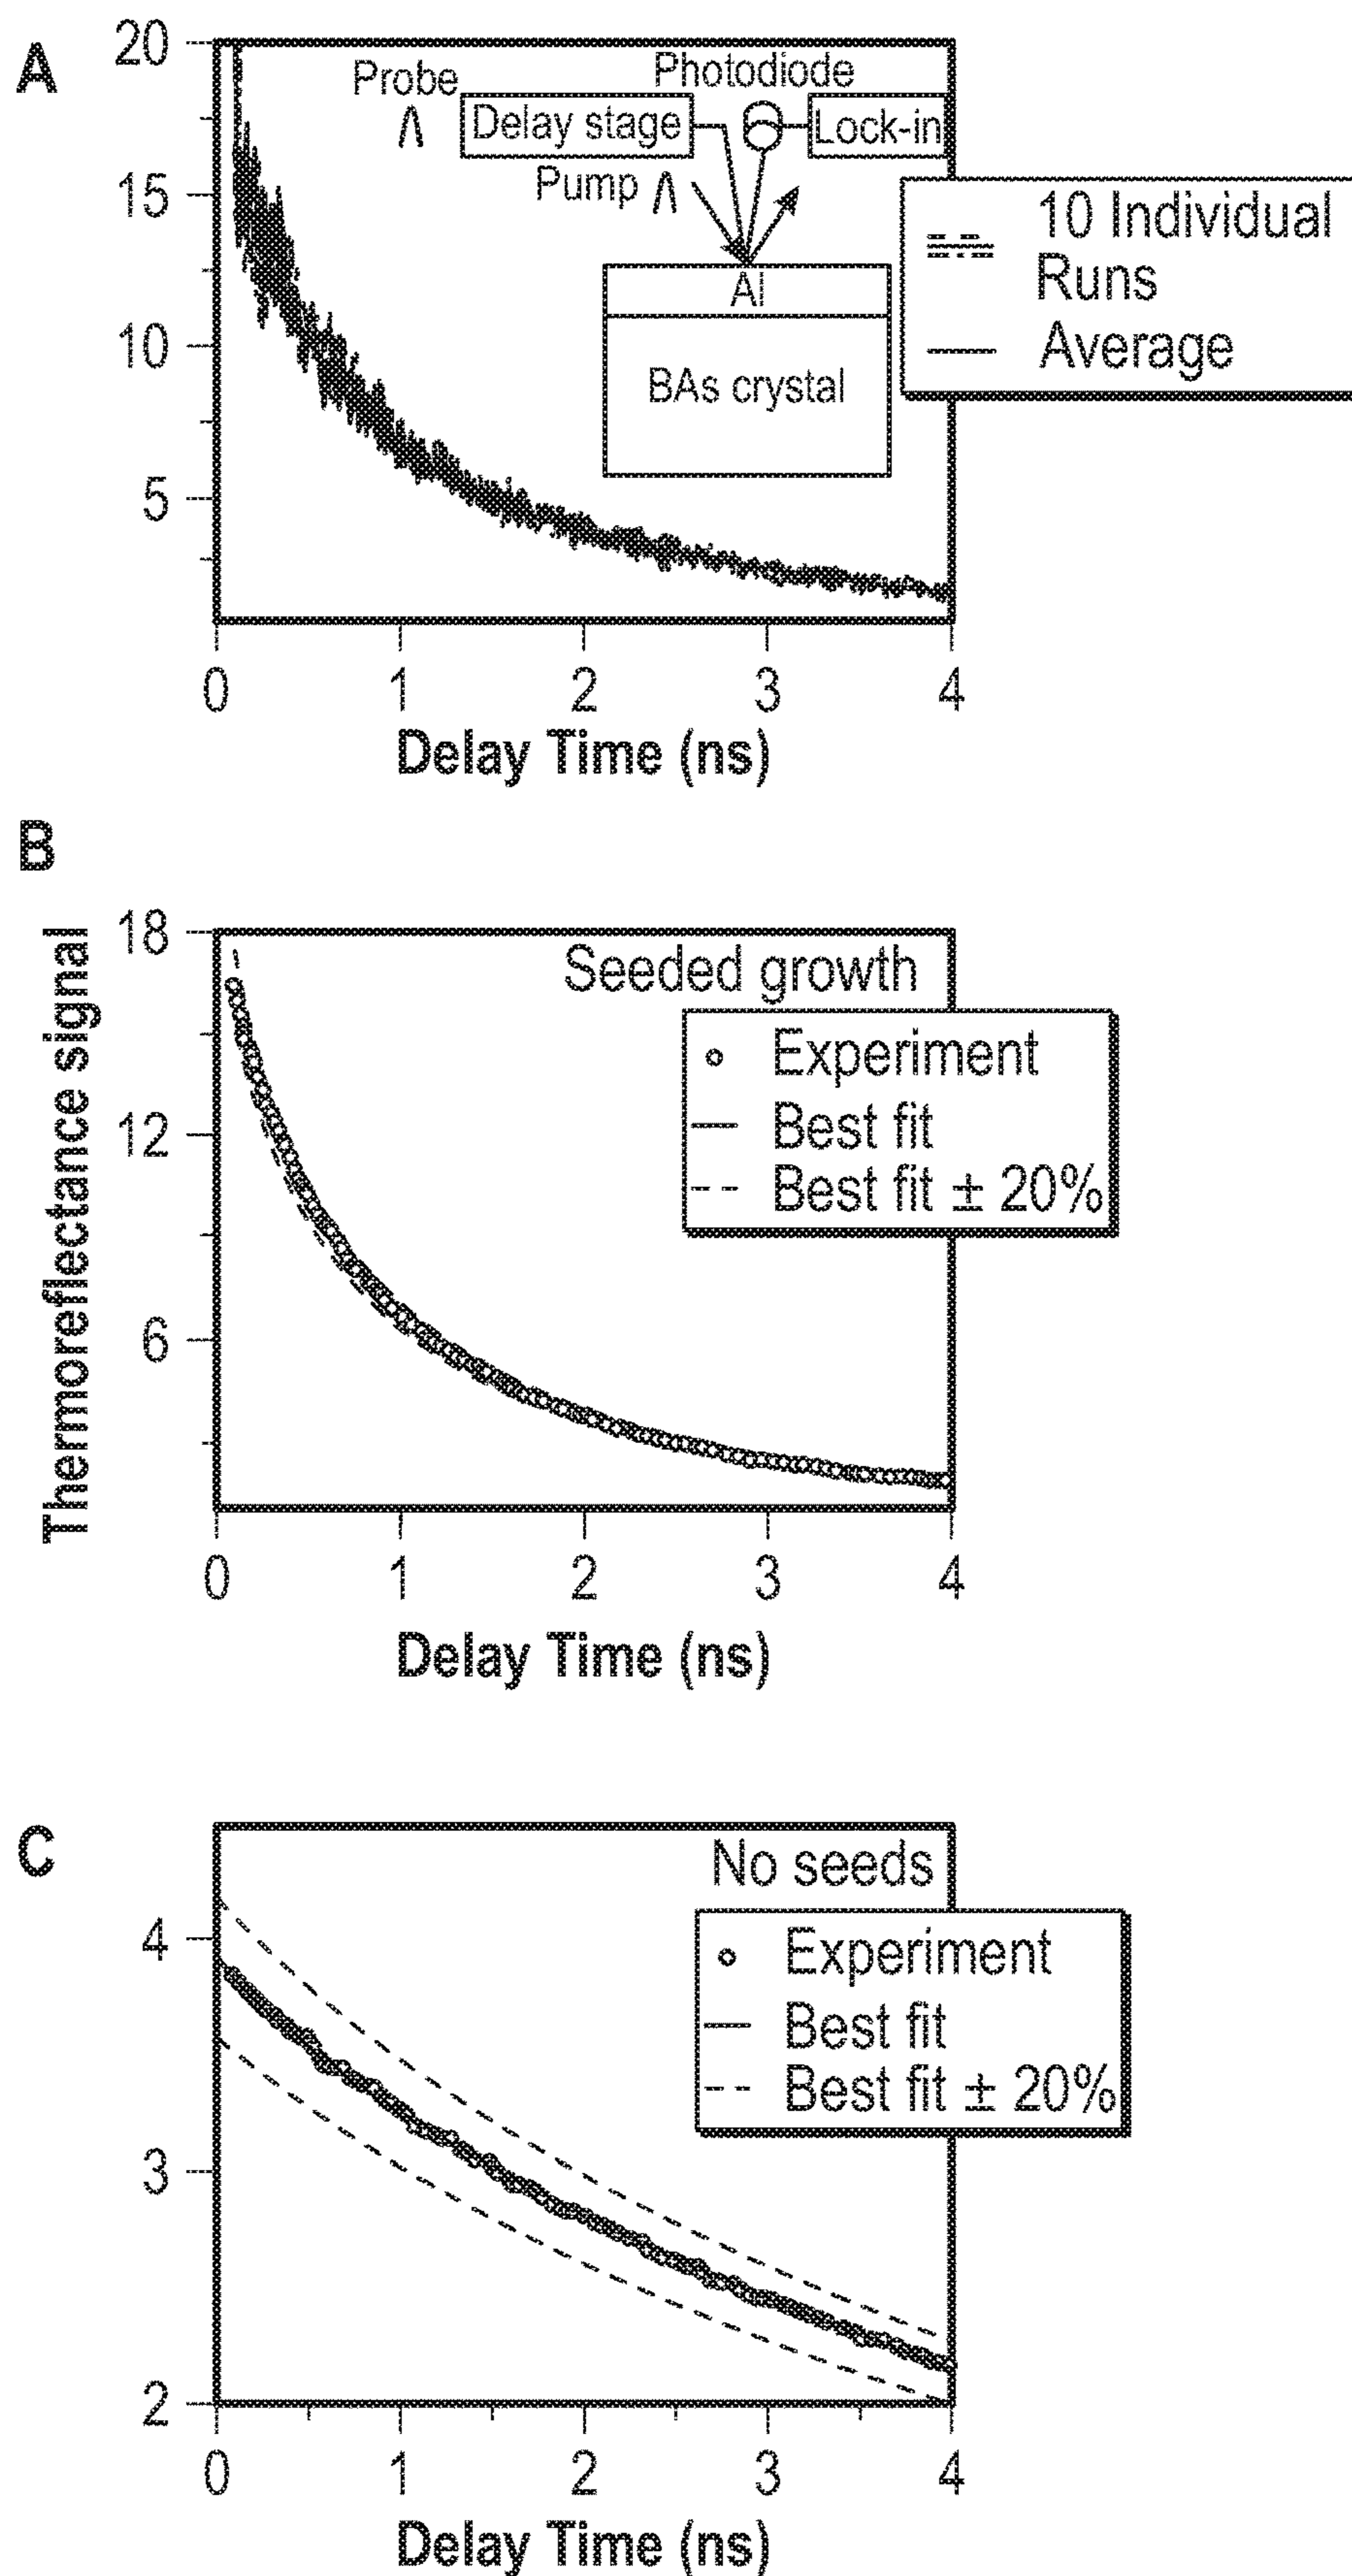 A
20
15
10
5
Probe
Photodiode
Delay stage
Lock-in
Pump
Al
BAs crystal
10 Individual
Runs
Average
0 1 2 3 4
Delay Time (ns)
B
Thermoreflectance signal
18
12
6
Seeded growth
Experiment
Best fit
Best fit ± 20%
0 1 2 3 4
Delay Time (ns)
C
4
3
2
No seeds
Experiment
Best fit
Best fit ± 20%
0 1 2 3 4
Delay Time (ns)